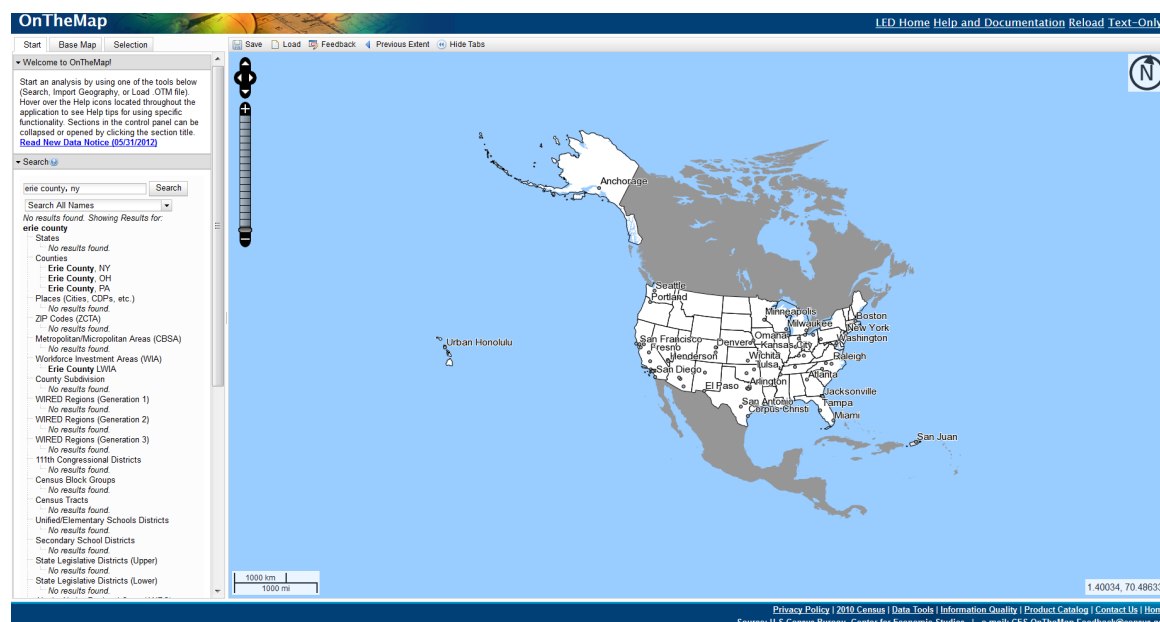 OnTheMap
LED Home Help and Documentation Reload Text-Only
Start Base Map Selection
Save Load Feedback Previous Extent Hide Tabs
Welcome to OnTheMap!
Start an analysis by using one of the tools below
(Search, Import Geography, or Load .OTM file).
Hover over the Help icons located throughout the
application to see Help tips for using specific
functionality. Sections in the control panel can be
collapsed or opened by clicking the section title.
Read New Data Notice (05/31/2012)
Search
erie county, ny Search
Search All Names
No results found. Showing Results for:
erie county
States
No results found.
Counties
Erie County, NY
Erie County, OH
Erie County, PA
Places (Cities, CDPs, etc.)
No results found.
ZIP Codes (ZCTA)
No results found.
Metropolitan/Micropolitan Areas (CBSA)
No results found.
Workforce Investment Areas (WIA)
Erie County LWIA
County Subdivision
No results found.
WIRED Regions (Generation 1)
No results found.
WIRED Regions (Generation 2)
No results found.
WIRED Regions (Generation 3)
No results found.
111th Congressional Districts
No results found.
Census Block Groups
No results found.
Census Tracts
No results found.
Unified/Elementary Schools Districts
No results found.
Secondary School Districts
No results found.
State Legislative Districts (Upper)
No results found.
State Legislative Districts (Lower)
No results found.
N
Anchorage
Seattle
Portland
Minneapolis
Boston
Milwaukee
New York
San Francisco
Denver
Omaha
Kansas City
Washington
Fresno
Henderson
Wichita
Raleigh
Tulsa
San Diego
Atlanta
El Paso
Arlington
Jacksonville
San Antonio
Tampa
Corpus Christi
Miami
Urban Honolulu
San Juan
1000 km
1000 mi
1.40034, 70.48633
Privacy Policy | 2010 Census | Data Tools | Information Quality | Product Catalog | Contact Us | Hom